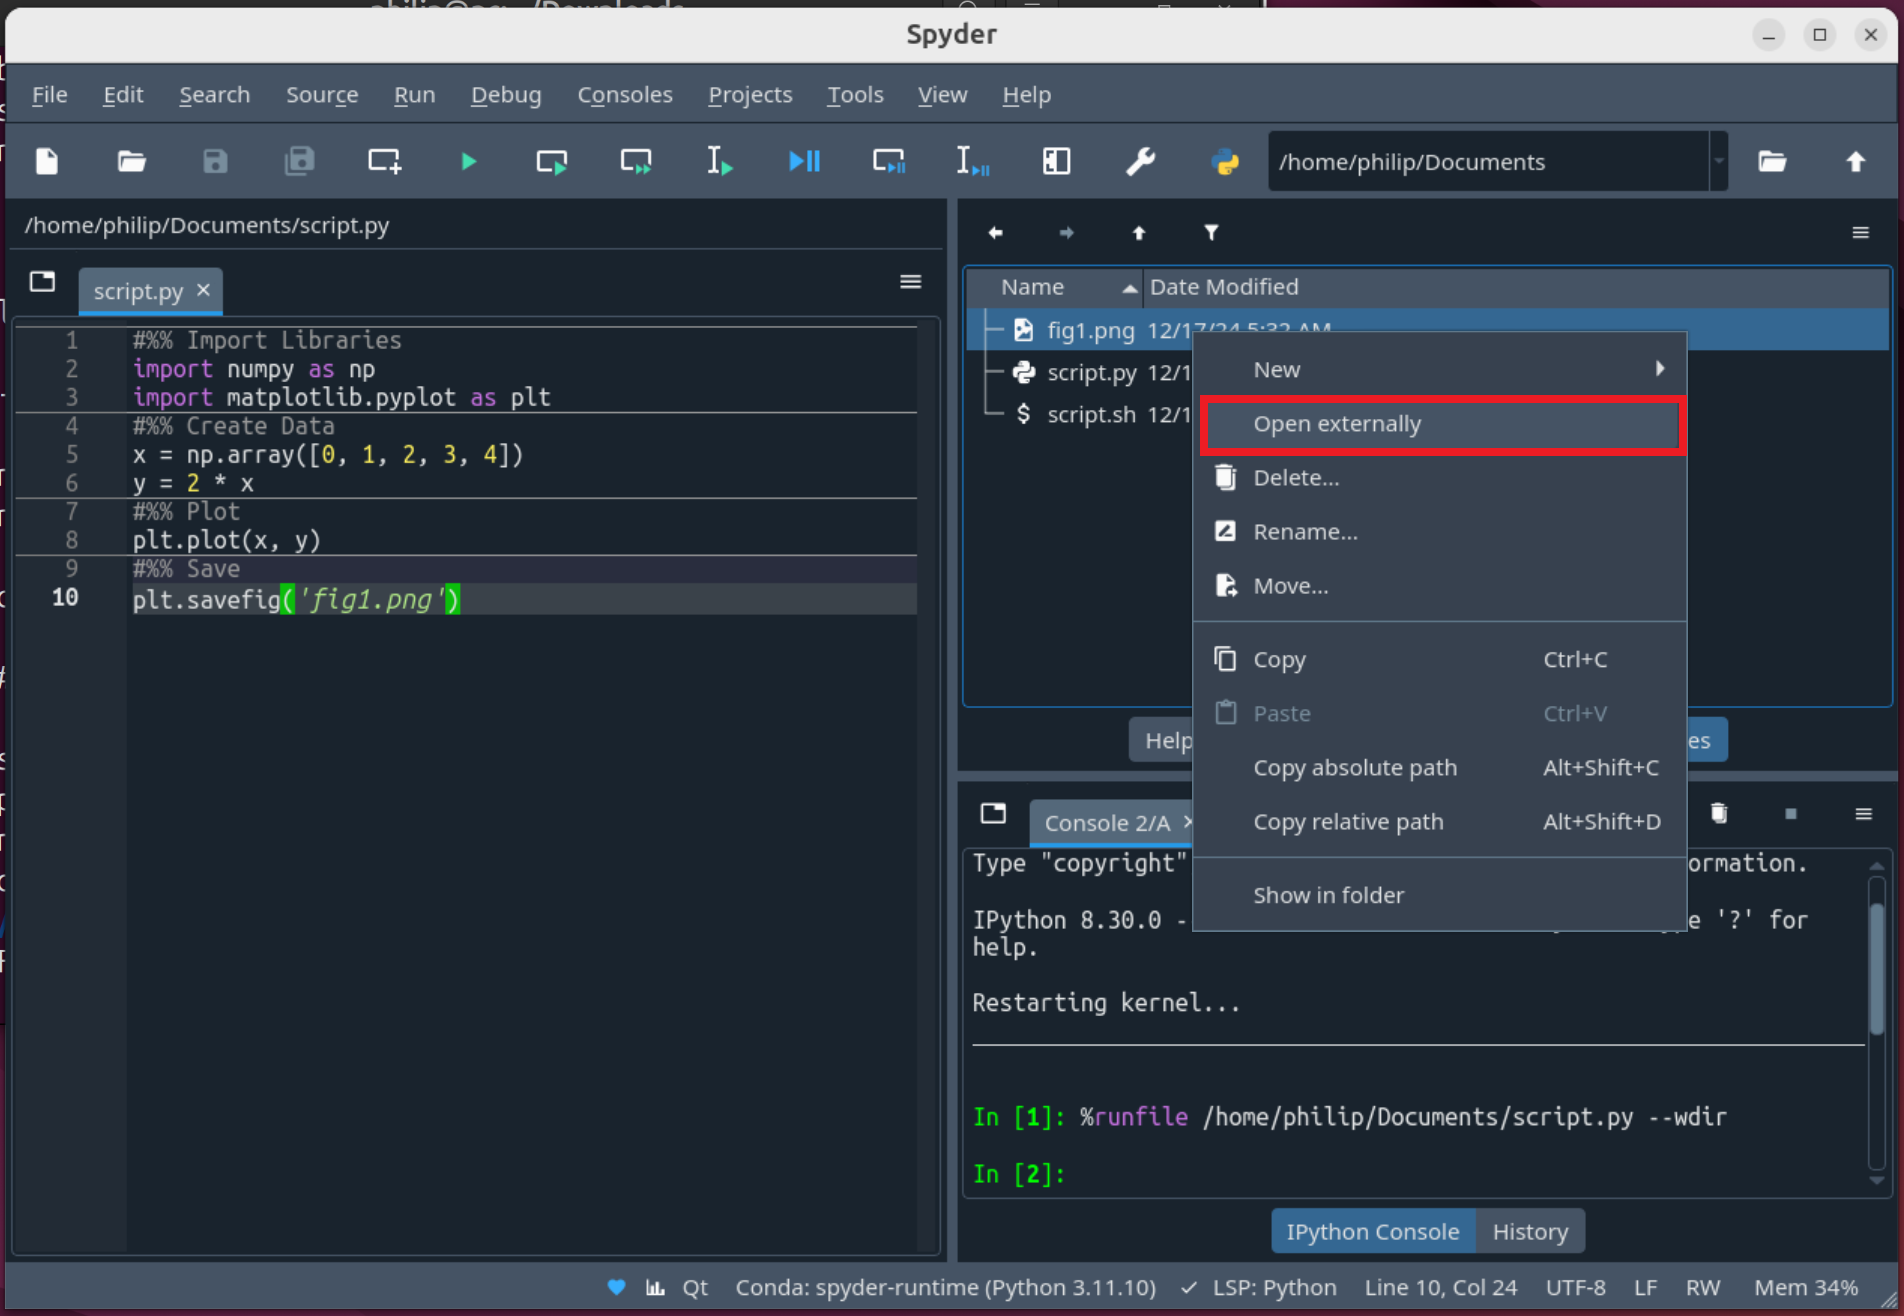 Spyder
File Edit Search Source Run Debug Consoles Projects Tools View Help
/home/philip/Documents
/home/philip/Documents/script.py
script.py
1 #%% Import Libraries
2 import numpy as np
3 import matplotlib.pyplot as plt
4 #%% Create Data
5 x = np.array([0, 1, 2, 3, 4])
6 y = 2 * x
7 #%% Plot
8 plt.plot(x, y)
9 #%% Save
10 plt.savefig('fig1.png')
Name Date Modified
fig1.png 12/17/24 5:32 AM
script.py 12/1
$ script.sh 12/1
New
Open externally
Delete...
Rename...
Move...
Copy Ctrl+C
Paste Ctrl+V
Copy absolute path Alt+Shift+C
Copy relative path Alt+Shift+D
Show in folder
Help
es
Console 2/A
Type "copyright" ormation.
IPython 8.30.0 - e '?' for
help.
Restarting kernel...
In [1]: %runfile /home/philip/Documents/script.py --wdir
In [2]:
IPython Console History
Qt Conda: spyder-runtime (Python 3.11.10) LSP: Python Line 10, Col 24 UTF-8 LF RW Mem 34%